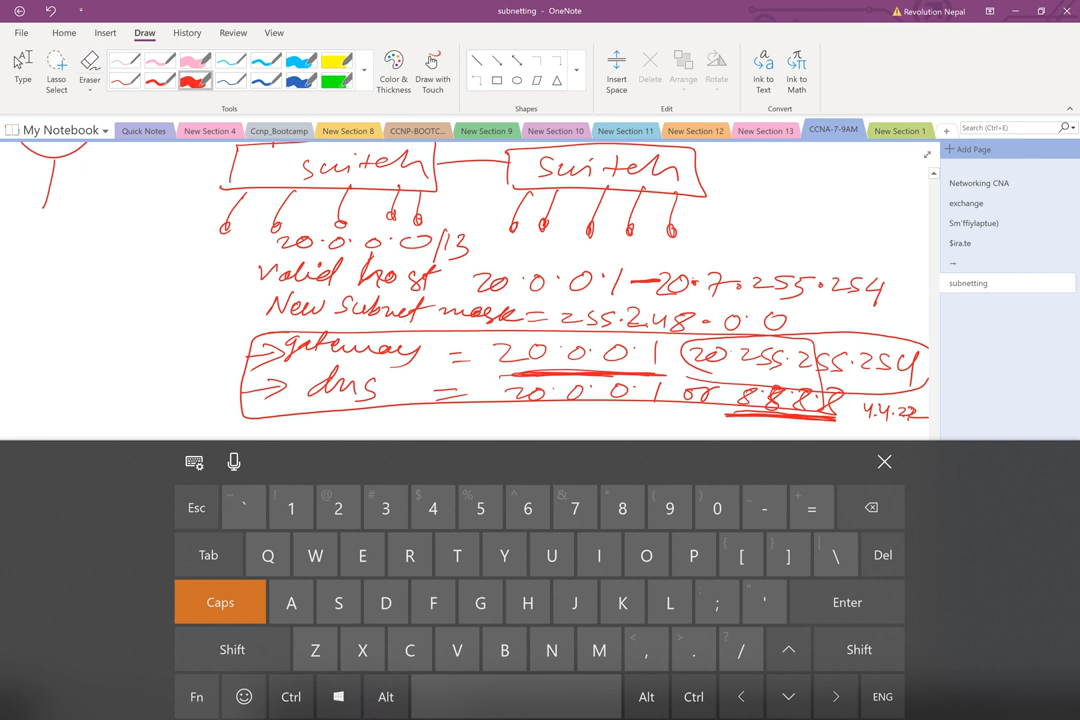 subnetting - OneNote
Revolution Nepal
File Home Insert Draw History Review View
Type
Lasso Select
Eraser
Color & Thickness
Draw with Touch
Insert Space
Delete
Arrange
Rotate
Ink to Text
Ink to Math
Tools
Shapes
Edit
Convert
My Notebook
Quick Notes
New Section 4
Ccnp_Bootcamp
New Section 8
CCNP-BOOTC...
New Section 9
New Section 10
New Section 11
New Section 12
New Section 13
CCNA-7-9AM
New Section 1
+
Search (Ctrl+E)
Add Page
Networking CNA
exchange
Sm'ffiylaptue)
$ira.te
→
subnetting
switch
switch
20.0.0.0/13
valid host 20.0.0.1 - 20.7.255.254
New subnet mask = 255.248.0.0
→ gateway = 20.0.0.1 20.255.255.254
→ dns = 20.0.0.1 or 8.8.8.8
Esc ~ ` ! 1 @ 2 # 3 $ 4 % 5 ^ 6 & 7 * 8 ( 9 ) 0 _ - + =
Tab Q W E R T Y U I O P { [ } ] | \ Del
Caps A S D F G H J K L : ; " ' Enter
Shift Z X C V B N M < , > . ? / Shift
Fn Ctrl Alt Alt Ctrl ENG